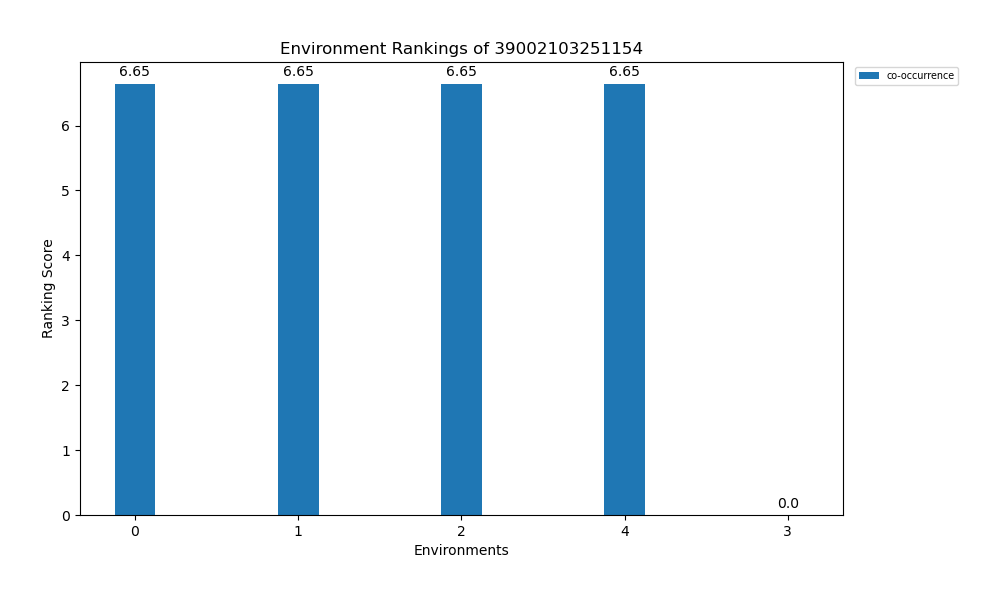 Environment Rankings of 39002103251154
6.65 6.65 6.65 6.65 0.0
co-occurrence
Ranking Score
6
5
4
3
2
1
0
0 1 2 4 3
Environments